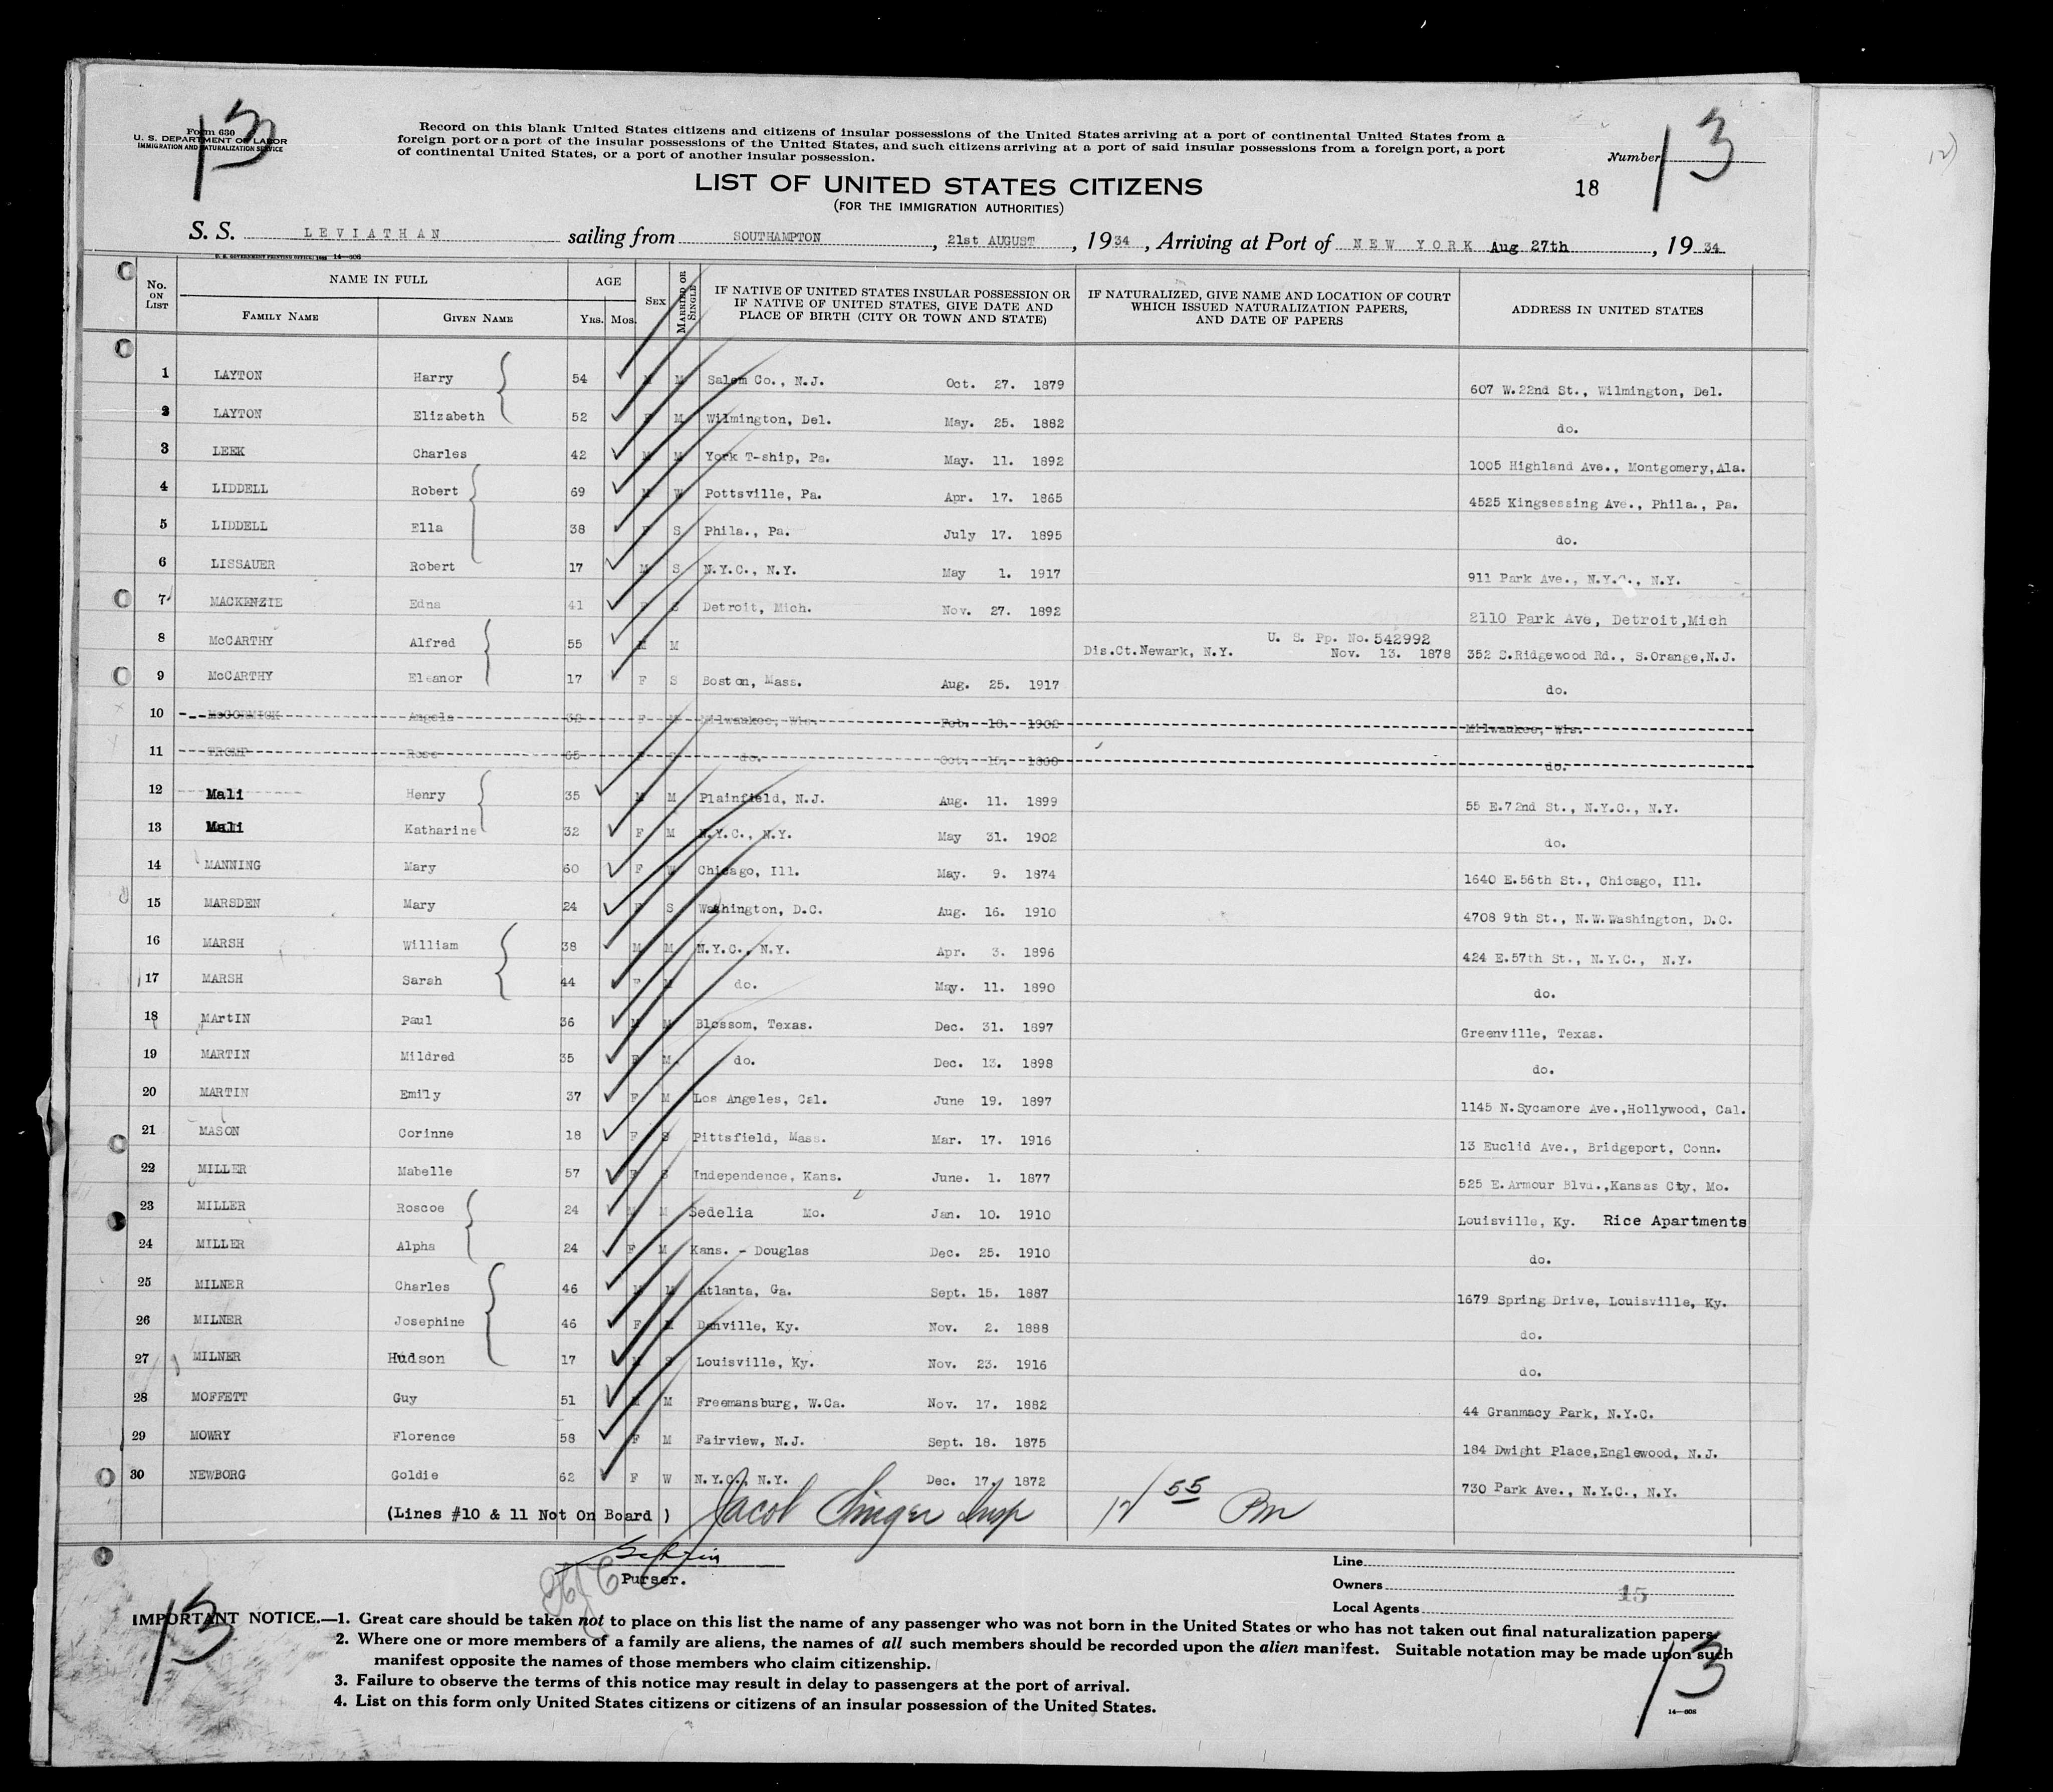 13
Form 630
U. S. DEPARTMENT OF LABOR
IMMIGRATION AND NATURALIZATION SERVICE
Record on this blank United States citizens and citizens of insular possessions of the United States arriving at a port of continental United States from a
foreign port or a port of the insular possessions of the United States, and such citizens arriving at a port of said insular possessions from a foreign port, a port
of continental United States, or a port of another insular possession.
Number 13
12)
LIST OF UNITED STATES CITIZENS
18
(FOR THE IMMIGRATION AUTHORITIES)
S. S. LEVIATHAN sailing from SOUTHAMPTON, 21st AUGUST, 1934, Arriving at Port of NEW YORK Aug 27th, 1934
U. S. GOVERNMENT PRINTING OFFICE: 14—608
No. ON LIST NAME IN FULL FAMILY NAME GIVEN NAME AGE Yrs. Mos. SEX MARRIED OR SINGLE IF NATIVE OF UNITED STATES INSULAR POSSESSION OR IF NATIVE OF UNITED STATES, GIVE DATE AND PLACE OF BIRTH (CITY OR TOWN AND STATE) IF NATURALIZED, GIVE NAME AND LOCATION OF COURT WHICH ISSUED NATURALIZATION PAPERS, AND DATE OF PAPERS ADDRESS IN UNITED STATES
1 LAYTON Harry 54 M M Salem Co., N.J. Oct. 27. 1879 607 W.22nd St., Wilmington, Del.
2 LAYTON Elizabeth 52 F M Wilmington, Del. May. 25. 1882 do.
3 LEEK Charles 42 M M York T-ship, Pa. May. 11. 1892 1005 Highland Ave., Montgomery,Ala.
4 LIDDELL Robert 69 M W Pottsville, Pa. Apr. 17. 1865 4525 Kingsessing Ave., Phila., Pa.
5 LIDDELL Ella 38 F S Phila., Pa. July 17. 1895 do.
6 LISSAUER Robert 17 M S N.Y.C., N.Y. May 1. 1917 911 Park Ave., N.Y.C., N.Y.
7 MACKENZIE Edna 41 F S Detroit, Mich. Nov. 27. 1892 2110 Park Ave, Detroit,Mich
8 McCARTHY Alfred 55 M M U. S. Pp. No. 542992 Dis.Ct.Newark, N.Y. Nov. 13. 1878 352 S.Ridgewood Rd., S.Orange,N.J.
9 McCARTHY Eleanor 17 F S Boston, Mass. Aug. 25. 1917 do.
10 McCORMICK Angela 32 F M Milwaukee, Wis. Feb. 10. 1902 Milwaukee, Wis.
11 Rose 65 F do. Oct. do.
12 Mali Henry 35 M M Plainfield, N.J. Aug. 11. 1899 55 E.72nd St., N.Y.C., N.Y.
13 Mali Katharine 32 F M N.Y.C., N.Y. May 31. 1902 do.
14 MANNING Mary 60 F W Chicago, Ill. May. 9. 1874 1640 E.56th St., Chicago, Ill.
15 MARSDEN Mary 24 F S Washington, D.C. Aug. 16. 1910 4708 9th St., N.W.Washington, D.C.
16 MARSH William 38 M M N.Y.C., N.Y. Apr. 3. 1896 424 E.57th St., N.Y.C., N.Y.
17 MARSH Sarah 44 F M do. May. 11. 1890 do.
18 MArtIN Paul 36 M M Blossom, Texas. Dec. 31. 1897 Greenville, Texas.
19 MARTIN Mildred 35 F M do. Dec. 13. 1898 do.
20 MARTIN Emily 37 F M Los Angeles, Cal. June 19. 1897 1145 N.Sycamore Ave.,Hollywood, Cal.
21 MASON Corinne 18 F S Pittsfield, Mass. Mar. 17. 1916 13 Euclid Ave., Bridgeport, Conn.
22 MILLER Mabelle 57 F S Independence, Kans. June. 1. 1877 525 E.Armour Blvd.,Kansas City, Mo.
23 MILLER Roscoe 24 M M Sedelia Mo. Jan. 10. 1910 Louisville, Ky. Rice Apartments
24 MILLER Alpha 24 F M Kans. - Douglas Dec. 25. 1910 do.
25 MILNER Charles 46 M M Atlanta, Ga. Sept. 15. 1887 1679 Spring Drive, Louisville, Ky.
26 MILNER Josephine 46 F M Danville, Ky. Nov. 2. 1888 do.
27 MILNER Hudson 17 M S Louisville, Ky. Nov. 23. 1916 do.
28 MOFFETT Guy 51 M M Freemansburg, W.Ca. Nov. 17. 1882 44 Granmacy Park, N.Y.C.
29 MOWRY Florence 58 F M Fairview, N.J. Sept. 18. 1875 184 Dwight Place,Englewood, N.J.
30 NEWBORG Goldie 62 F W N.Y.C., N.Y. Dec. 17. 1872 730 Park Ave., N.Y.C., N.Y.
(Lines #10 & 11 Not On Board ) Jacob Singer Insp 12 55 Pm
Purser.
Line
Owners
15
Local Agents
IMPORTANT NOTICE.—1. Great care should be taken not to place on this list the name of any passenger who was not born in the United States or who has not taken out final naturalization papers.
2. Where one or more members of a family are aliens, the names of all such members should be recorded upon the alien manifest. Suitable notation may be made upon such
manifest opposite the names of those members who claim citizenship.
3. Failure to observe the terms of this notice may result in delay to passengers at the port of arrival.
4. List on this form only United States citizens or citizens of an insular possession of the United States.
13
13
14—608